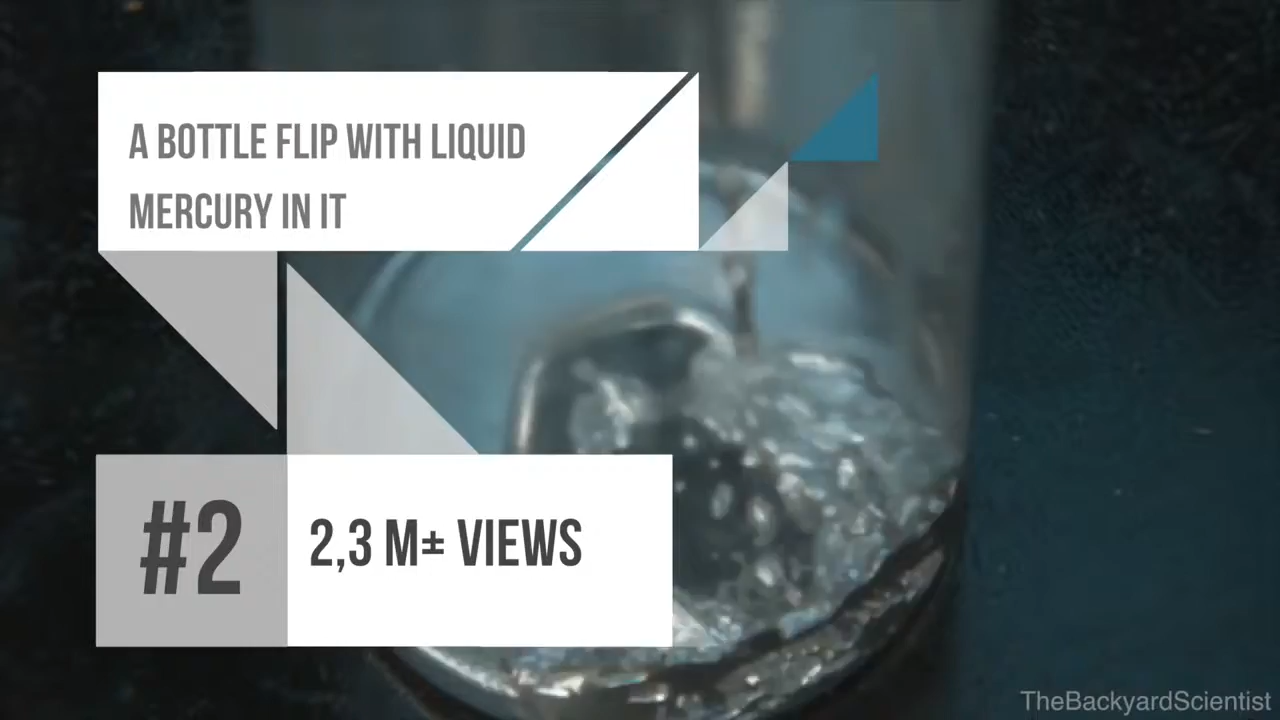 A BOTTLE FLIP WITH LIQUID
MERCURY IN IT
#2
2,3 M± VIEWS
TheBackyardScientist